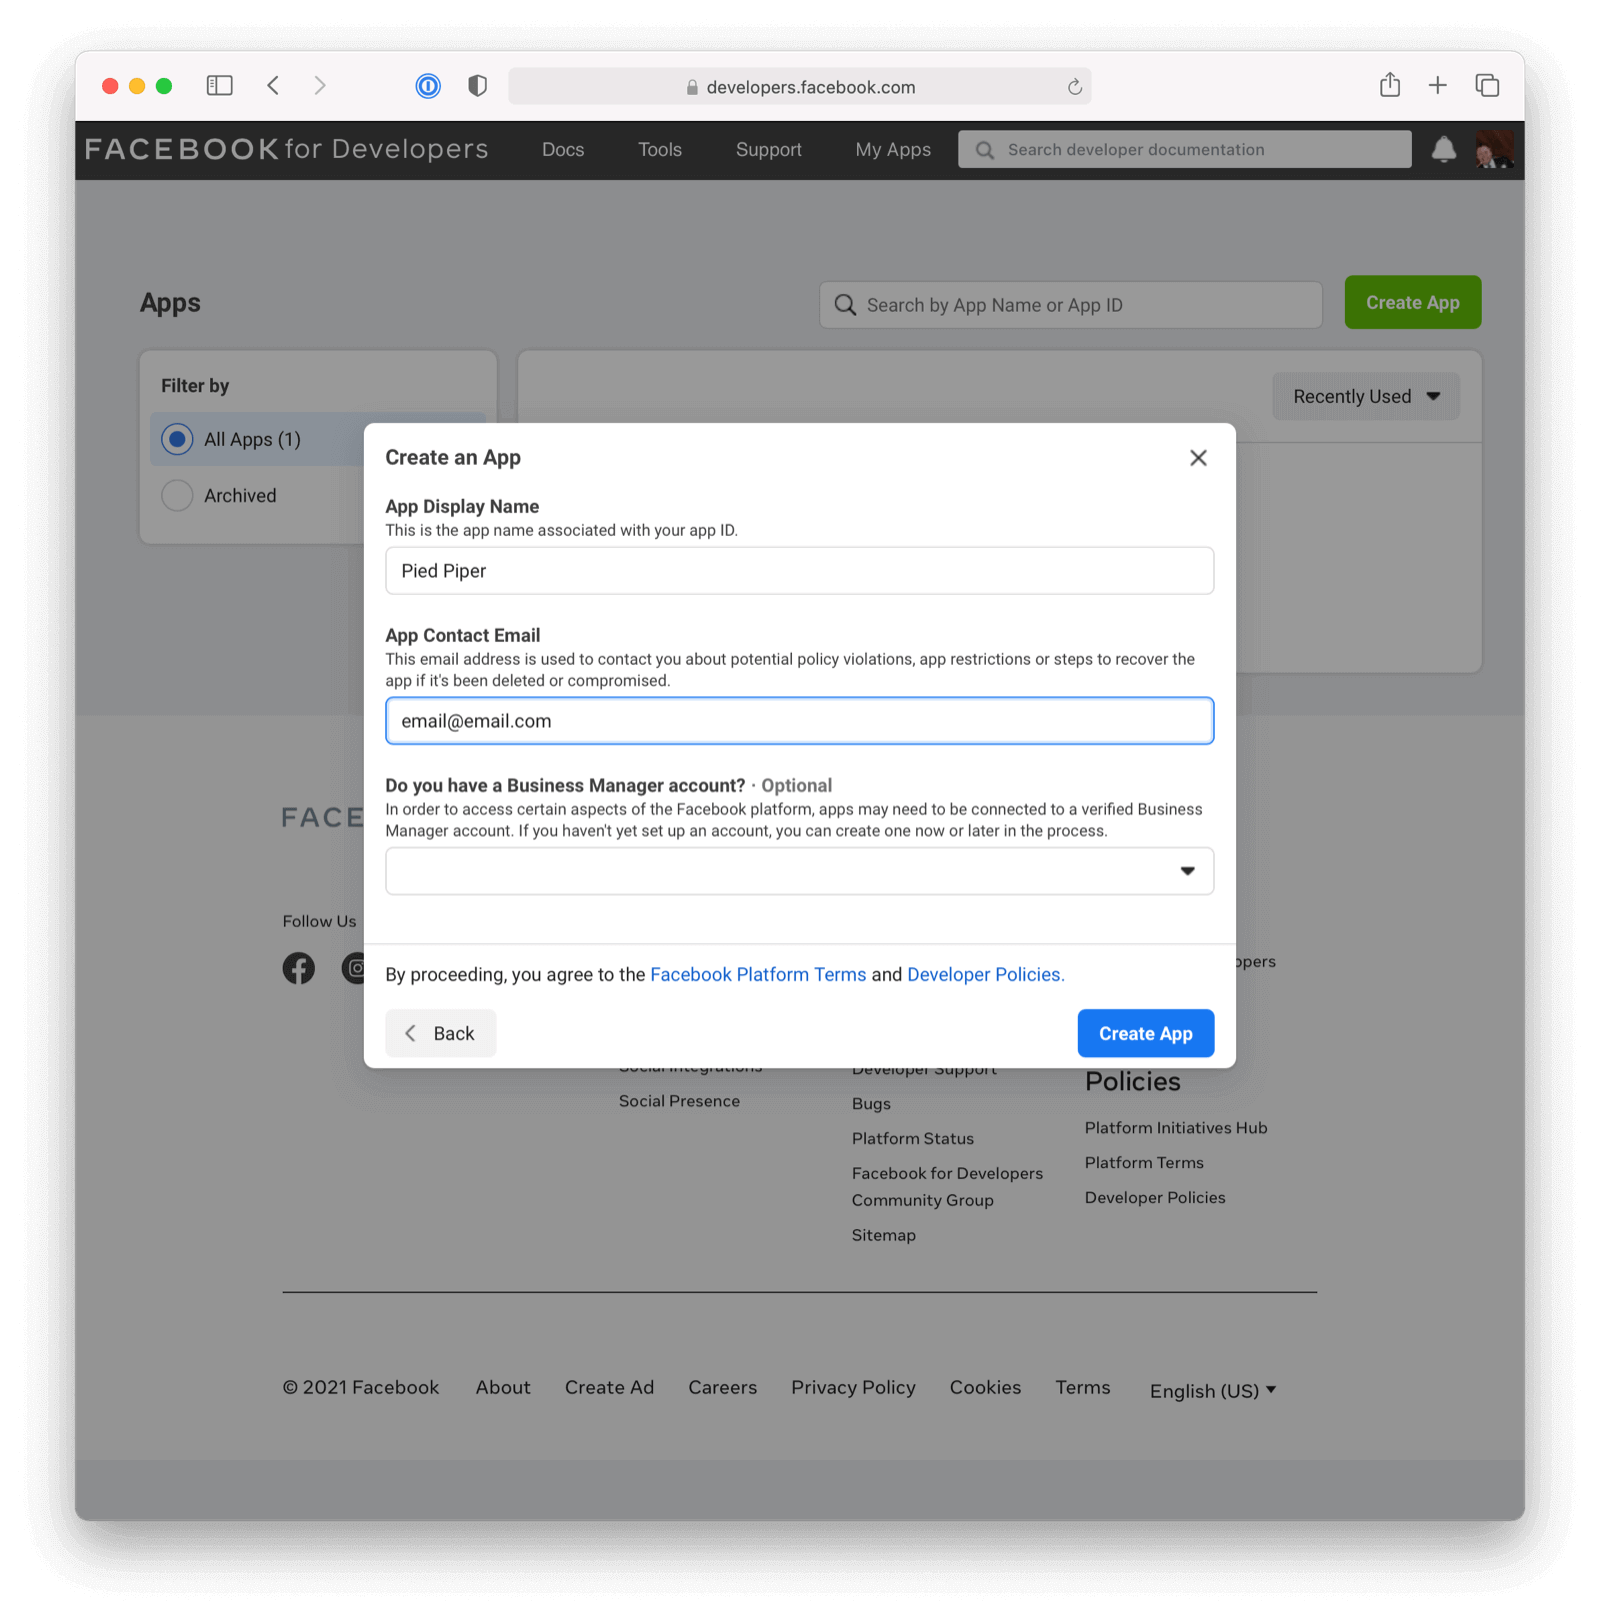 developers.facebook.com
FACEBOOK for Developers
Docs
Tools
Support
My Apps
Search developer documentation
Apps
Search by App Name or App ID
Create App
Filter by
All Apps (1)
Archived
Recently Used
Create an App
App Display Name
This is the app name associated with your app ID.
Pied Piper
App Contact Email
This email address is used to contact you about potential policy violations, app restrictions or steps to recover the
app if it's been deleted or compromised.
email@email.com
Do you have a Business Manager account? · Optional
In order to access certain aspects of the Facebook platform, apps may need to be connected to a verified Business
Manager account. If you haven't yet set up an account, you can create one now or later in the process.
By proceeding, you agree to the Facebook Platform Terms and Developer Policies.
Back
Create App
FACE
Follow Us
opers
Social Integrations
Social Presence
Developer Support
Bugs
Platform Status
Facebook for Developers
Community Group
Sitemap
Policies
Platform Initiatives Hub
Platform Terms
Developer Policies
© 2021 Facebook
About
Create Ad
Careers
Privacy Policy
Cookies
Terms
English (US)